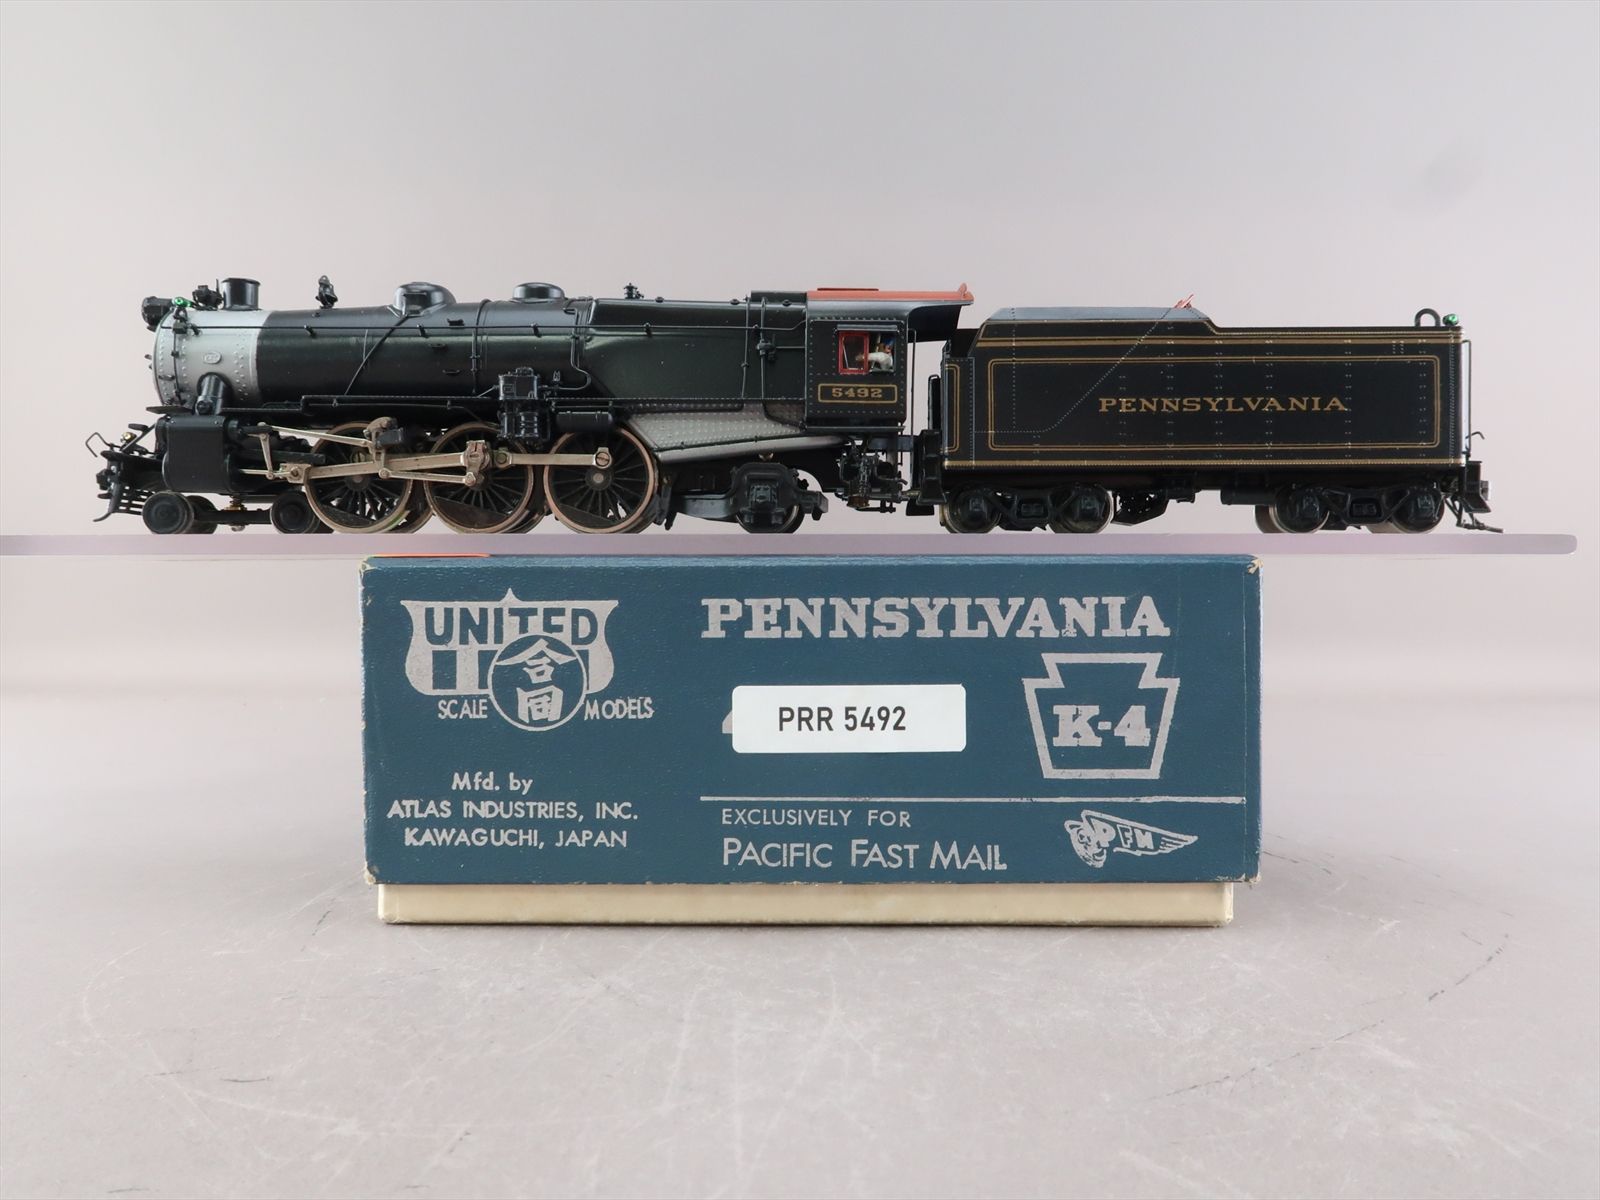 5492
PENNSYLVANIA
UNITED
合同
SCALE MODELS
Mfd. by
ATLAS INDUSTRIES, INC.
KAWAGUCHI, JAPAN
PENNSYLVANIA
PRR 5492
K-4
EXCLUSIVELY FOR
PACIFIC FAST MAIL
PFM